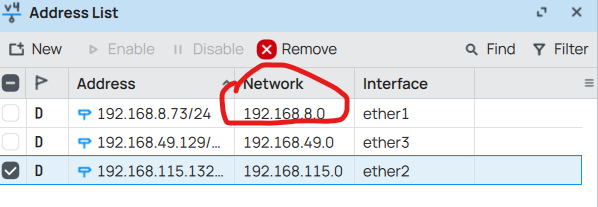 v4 Address List
New Enable Disable Remove Find Filter
Address Network Interface
D 192.168.8.73/24 192.168.8.0 ether1
D 192.168.49.129/... 192.168.49.0 ether3
D 192.168.115.132... 192.168.115.0 ether2